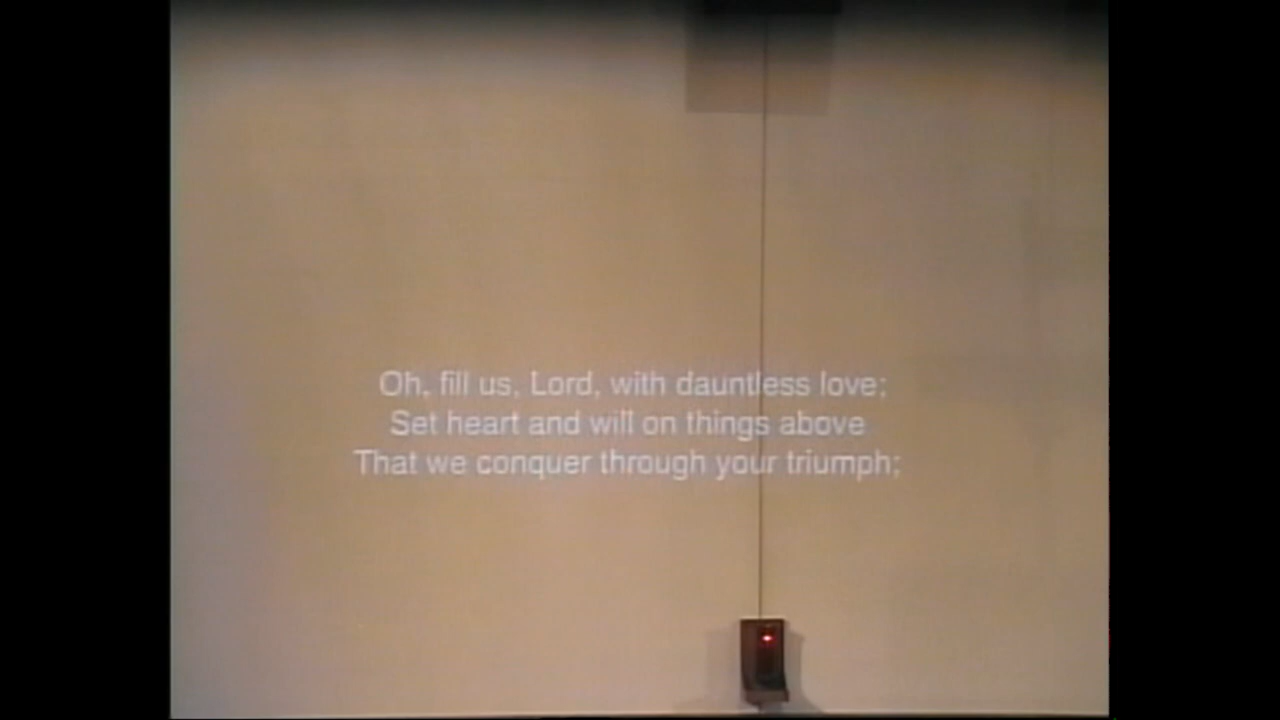 Oh, fill us, Lord, with dauntless love;
Set heart and will on things above
That we conquer through your triumph;